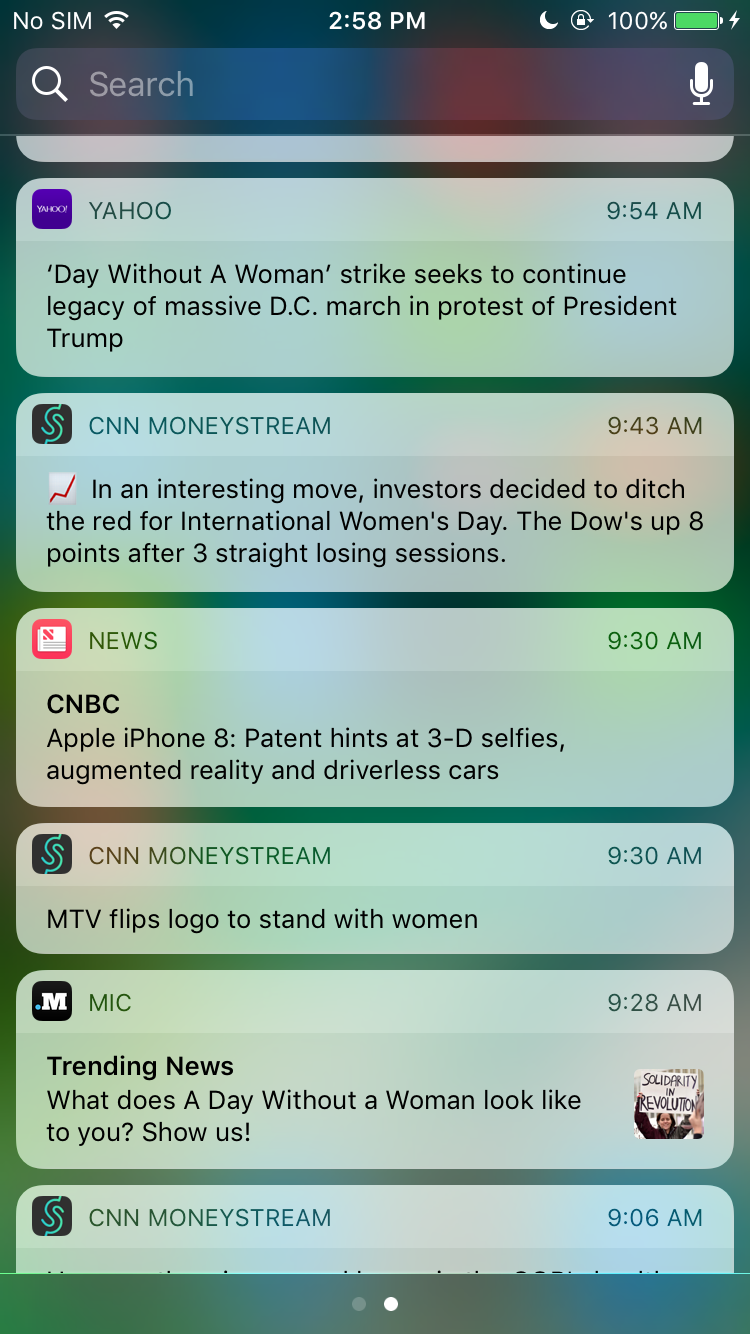 No SIM 2:58 PM 100%
Search
YAHOO! YAHOO 9:54 AM
‘Day Without A Woman’ strike seeks to continue
legacy of massive D.C. march in protest of President
Trump
CNN MONEYSTREAM 9:43 AM
In an interesting move, investors decided to ditch
the red for International Women's Day. The Dow's up 8
points after 3 straight losing sessions.
NEWS 9:30 AM
CNBC
Apple iPhone 8: Patent hints at 3-D selfies,
augmented reality and driverless cars
CNN MONEYSTREAM 9:30 AM
MTV flips logo to stand with women
.M MIC 9:28 AM
Trending News
What does A Day Without a Woman look like
to you? Show us!
SOLIDARITY
IN
REVOLUTION
CNN MONEYSTREAM 9:06 AM